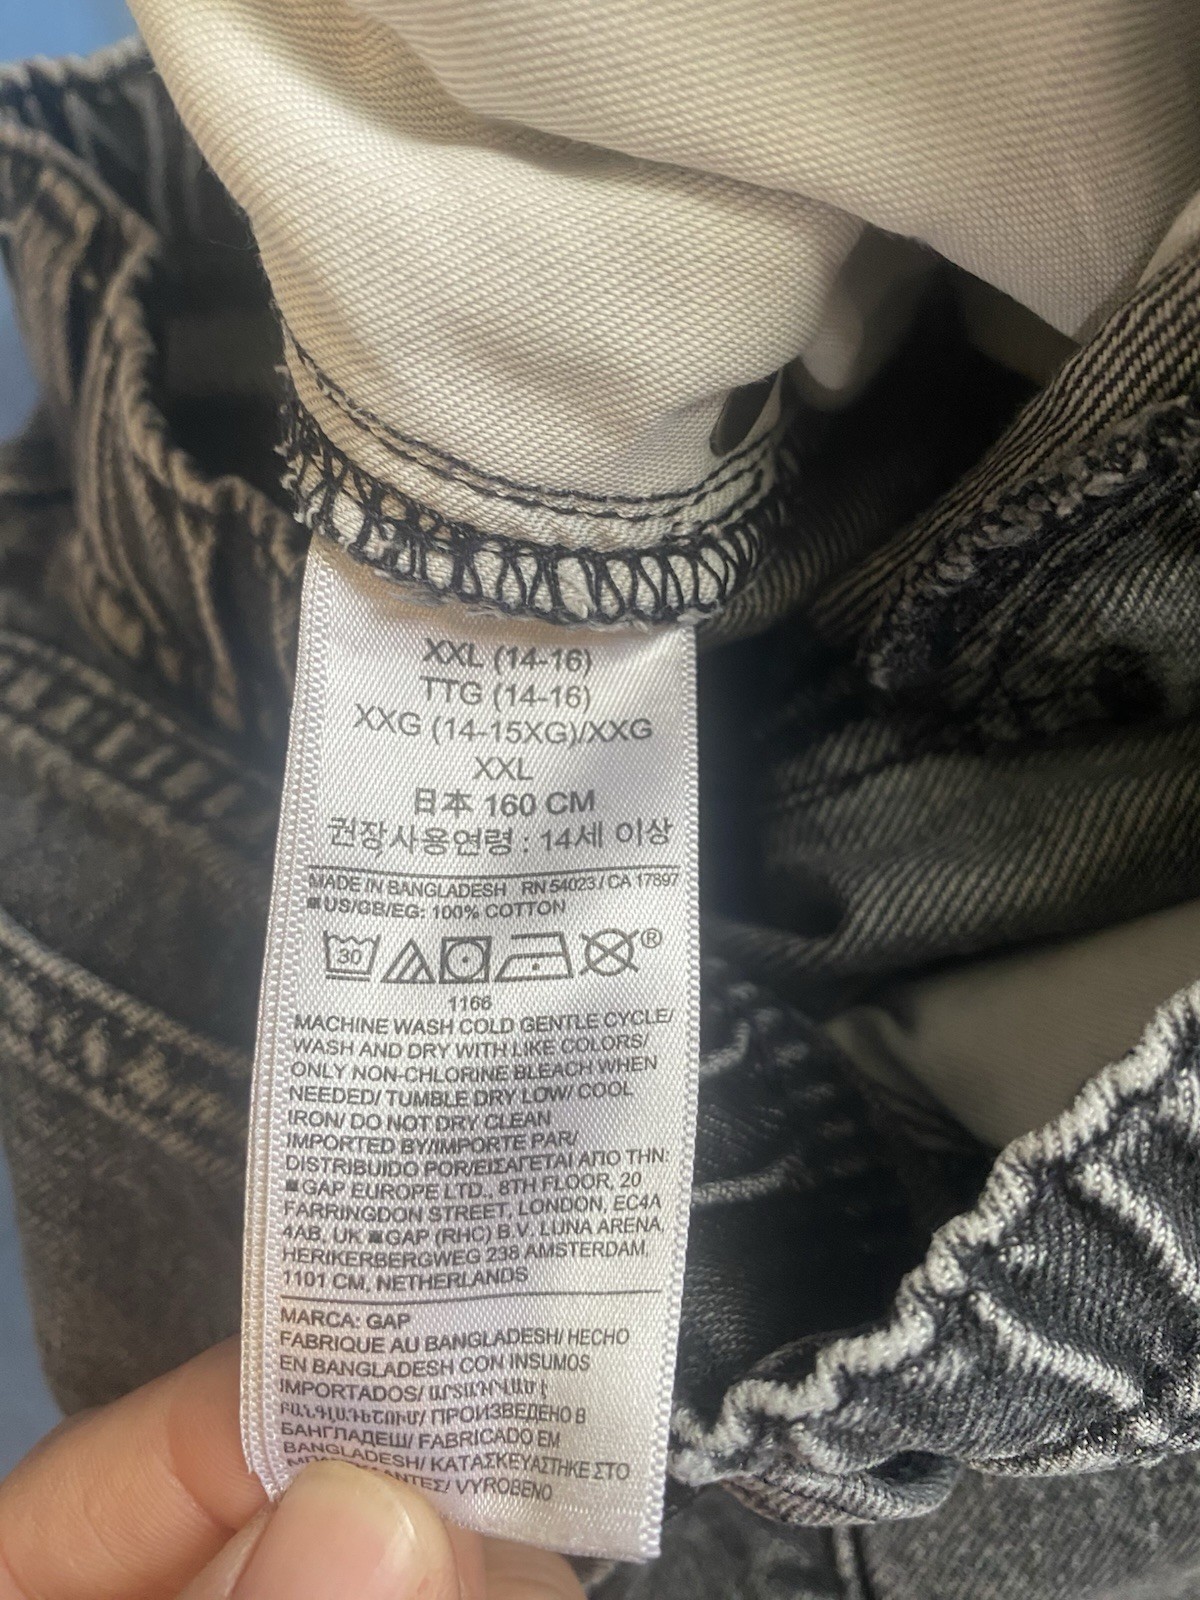 XXL (14-16)
TTG (14-16)
XXG (14-15XG)/XXG
XXL
日本 160 CM
권장사용연령 : 14세 이상
MADE IN BANGLADESH RN 54023 / CA 17897
US/GB/EG: 100% COTTON
30
®
1166
MACHINE WASH COLD GENTLE CYCLE/
WASH AND DRY WITH LIKE COLORS/
ONLY NON-CHLORINE BLEACH WHEN
NEEDED/ TUMBLE DRY LOW/ COOL
IRON/ DO NOT DRY CLEAN
IMPORTED BY/IMPORTE PAR/
DISTRIBUIDO POR/ΕΙΣΑΓΕΤΑΙ ΑΠΟ ΤΗΝ:
GAP EUROPE LTD., 8TH FLOOR, 20
FARRINGDON STREET, LONDON, EC4A
4AB, UK GAP (RHC) B.V. LUNA ARENA,
HERIKERBERGWEG 238 AMSTERDAM,
1101 CM, NETHERLANDS
MARCA: GAP
FABRIQUE AU BANGLADESH/ HECHO
EN BANGLADESH CON INSUMOS
IMPORTADOS/ ԱՐՏԱԴՐՎԱԾ Է
ԲԱՆԳԼԱԴԵՇՈՒՄ/ ПРОИЗВЕДЕНО В
БАНГЛАДЕШ/ FABRICADO EM
BANGLADESH/ ΚΑΤΑΣΚΕΥΑΣΤΗΚΕ ΣΤΟ
VYROBENO